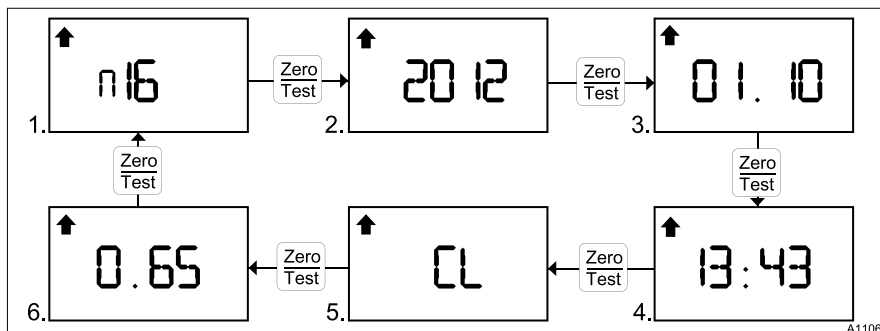 n16
1.
Zero
Test
2012
2.
Zero
Test
01.10
3.
Zero
Test
13:43
4.
Zero
Test
CL
5.
Zero
Test
0.65
6.
Zero
Test
A1106